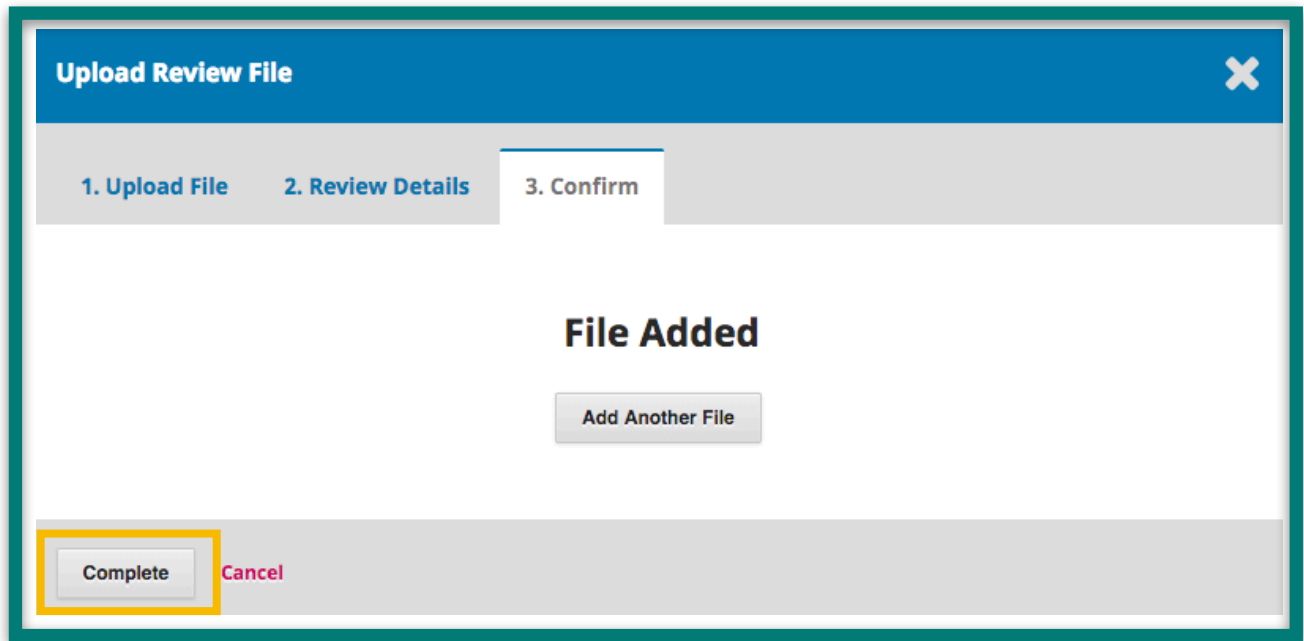 Upload Review File
1. Upload File 2. Review Details 3. Confirm
File Added
Add Another File
Complete Cancel